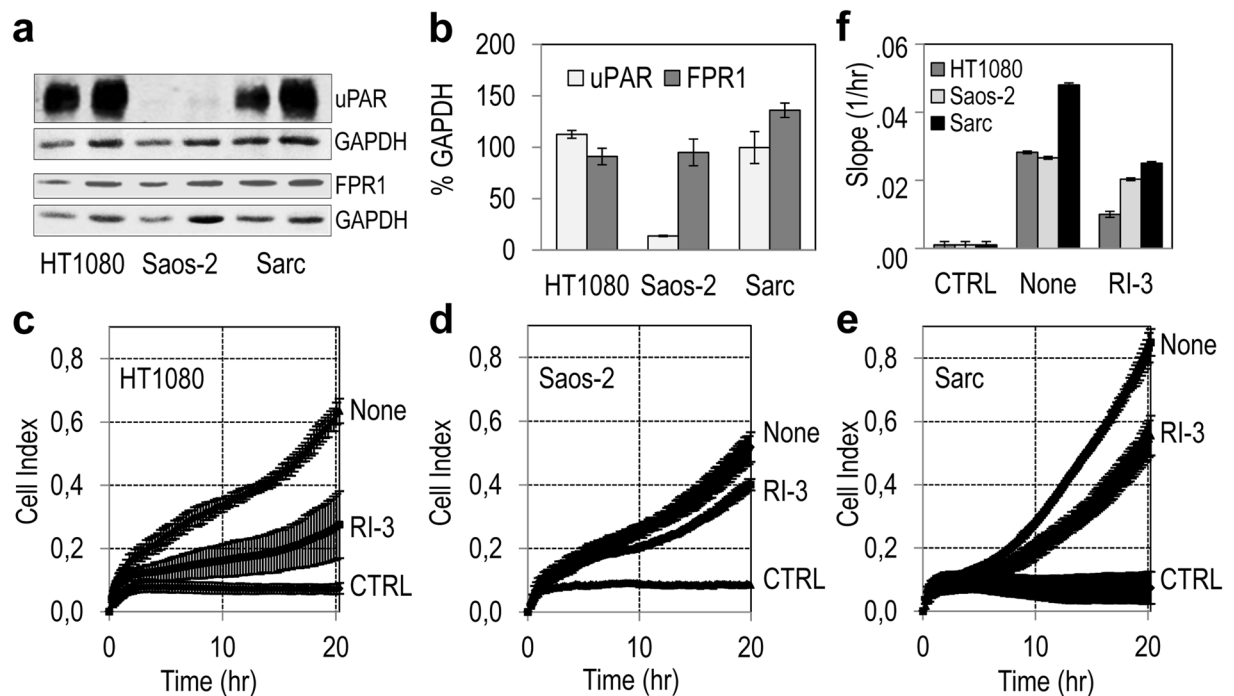 a
uPAR
GAPDH
FPR1
GAPDH
HT1080 Saos-2 Sarc
b
200
150
100
50
0
% GAPDH
uPAR FPR1
HT1080 Saos-2 Sarc
f
.06
.04
.02
.00
Slope (1/hr)
HT1080
Saos-2
Sarc
CTRL None RI-3
c
0,8
0,6
0,4
0,2
0,0
Cell Index
HT1080
None
RI-3
CTRL
0 10 20
Time (hr)
d
0,8
0,6
0,4
0,2
0,0
Cell Index
Saos-2
None
RI-3
CTRL
0 10 20
Time (hr)
e
0,8
0,6
0,4
0,2
0,0
Cell Index
Sarc
None
RI-3
CTRL
0 10 20
Time (hr)